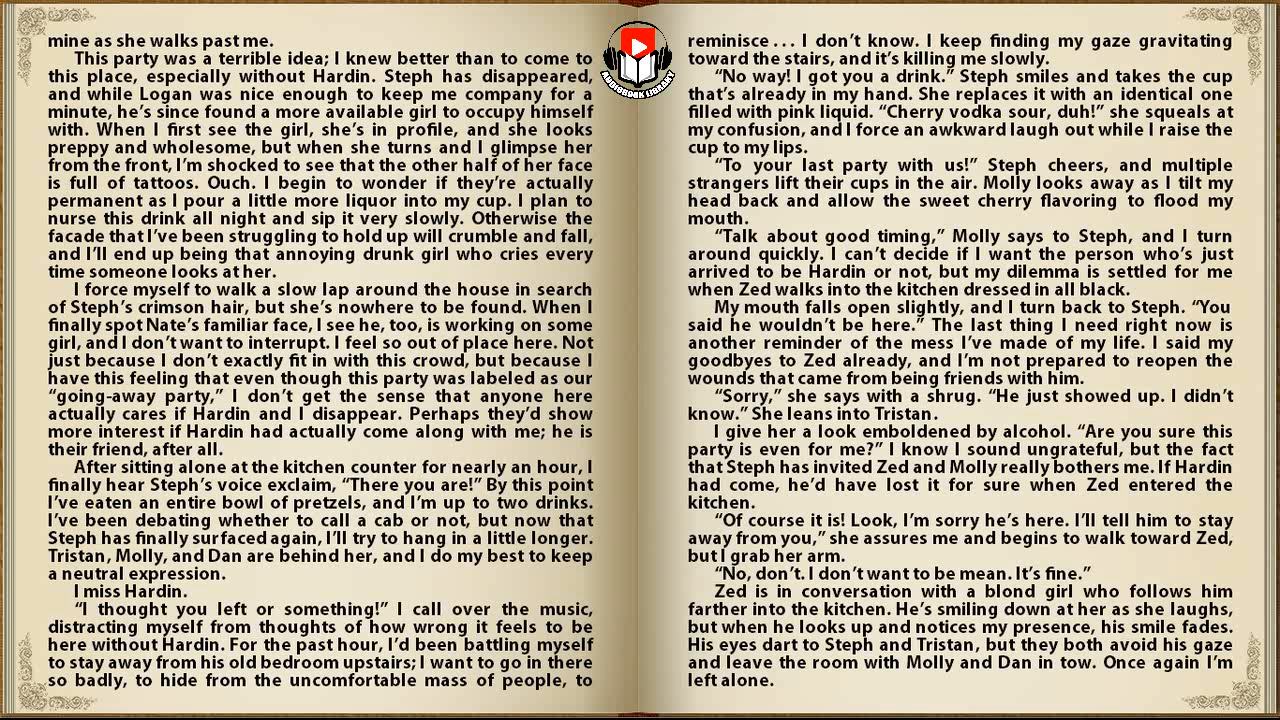 mine as she walks past me.
This party was a terrible idea; I knew better than to come to
this place, especially without Hardin. Steph has disappeared,
and while Logan was nice enough to keep me company for a
minute, he's since found a more available girl to occupy himself
with. When I first see the girl, she's in profile, and she looks
preppy and wholesome, but when she turns and I glimpse her
from the front, I'm shocked to see that the other half of her face
is full of tattoos. Ouch. I begin to wonder if they're actually
permanent as I pour a little more liquor into my cup. I plan to
nurse this drink all night and sip it very slowly. Otherwise the
facade that I've been struggling to hold up will crumble and fall,
and I'll end up being that annoying drunk girl who cries every
time someone looks at her.
I force myself to walk a slow lap around the house in search
of Steph's crimson hair, but she's nowhere to be found. When I
finally spot Nate's familiar face, I see he, too, is working on some
girl, and I don't want to interrupt. I feel so out of place here. Not
just because I don't exactly fit in with this crowd, but because I
have this feeling that even though this party was labeled as our
“going-away party,” I don't get the sense that anyone here
actually cares if Hardin and I disappear. Perhaps they'd show
more interest if Hardin had actually come along with me; he is
their friend, after all.
After sitting alone at the kitchen counter for nearly an hour, I
finally hear Steph's voice exclaim, “There you are!” By this point
I've eaten an entire bowl of pretzels, and I'm up to two drinks.
I've been debating whether to call a cab or not, but now that
Steph has finally surfaced again, I'll try to hang in a little longer.
Tristan, Molly, and Dan are behind her, and I do my best to keep
a neutral expression.
I miss Hardin.
“I thought you left or something!” I call over the music,
distracting myself from thoughts of how wrong it feels to be
here without Hardin. For the past hour, I'd been battling myself
to stay away from his old bedroom upstairs; I want to go in there
so badly, to hide from the uncomfortable mass of people, to
AUDIOBOOK LIBRARY
reminisce . . . I don't know. I keep finding my gaze gravitating
toward the stairs, and it's killing me slowly.
“No way! I got you a drink.” Steph smiles and takes the cup
that's already in my hand. She replaces it with an identical one
filled with pink liquid. “Cherry vodka sour, duh!” she squeals at
my confusion, and I force an awkward laugh out while I raise the
cup to my lips.
“To your last party with us!” Steph cheers, and multiple
strangers lift their cups in the air. Molly looks away as I tilt my
head back and allow the sweet cherry flavoring to flood my
mouth.
“Talk about good timing,” Molly says to Steph, and I turn
around quickly. I can't decide if I want the person who's just
arrived to be Hardin or not, but my dilemma is settled for me
when Zed walks into the kitchen dressed in all black.
My mouth falls open slightly, and I turn back to Steph. “You
said he wouldn't be here.” The last thing I need right now is
another reminder of the mess I've made of my life. I said my
goodbyes to Zed already, and I'm not prepared to reopen the
wounds that came from being friends with him.
“Sorry,” she says with a shrug. “He just showed up. I didn't
know.” She leans into Tristan.
I give her a look emboldened by alcohol. “Are you sure this
party is even for me?” I know I sound ungrateful, but the fact
that Steph has invited Zed and Molly really bothers me. If Hardin
had come, he'd have lost it for sure when Zed entered the
kitchen.
“Of course it is! Look, I'm sorry he's here. I'll tell him to stay
away from you,” she assures me and begins to walk toward Zed,
but I grab her arm.
“No, don't. I don't want to be mean. It's fine.”
Zed is in conversation with a blond girl who follows him
farther into the kitchen. He's smiling down at her as she laughs,
but when he looks up and notices my presence, his smile fades.
His eyes dart to Steph and Tristan, but they both avoid his gaze
and leave the room with Molly and Dan in tow. Once again I'm
left alone.